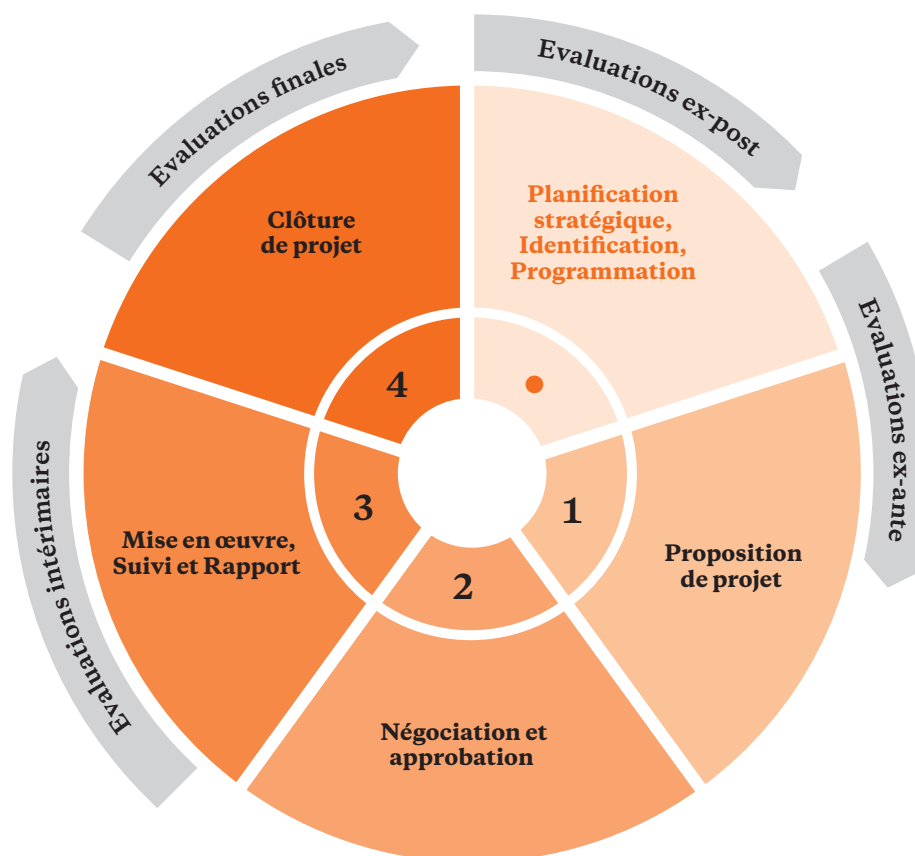 Evaluations finales
Evaluations ex-post
Planification
stratégique,
Identification,
Programmation
Clôture
de projet
4
Evaluations ex-ante
1
Proposition
de projet
2
Négociation et
approbation
3
Mise en œuvre,
Suivi et Rapport
Evaluations intérimaires